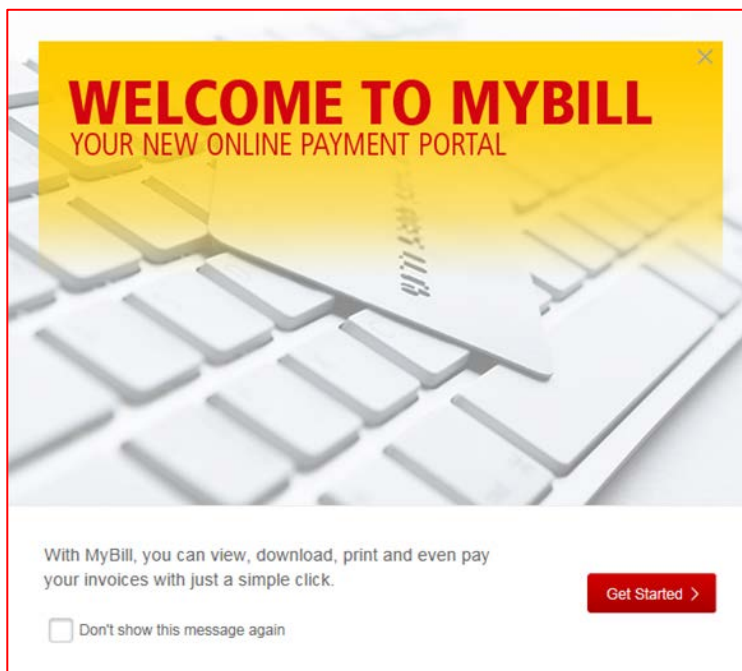 WELCOME TO MYBILL
YOUR NEW ONLINE PAYMENT PORTAL
With MyBill, you can view, download, print and even pay
your invoices with just a simple click.
Get Started >
Don't show this message again